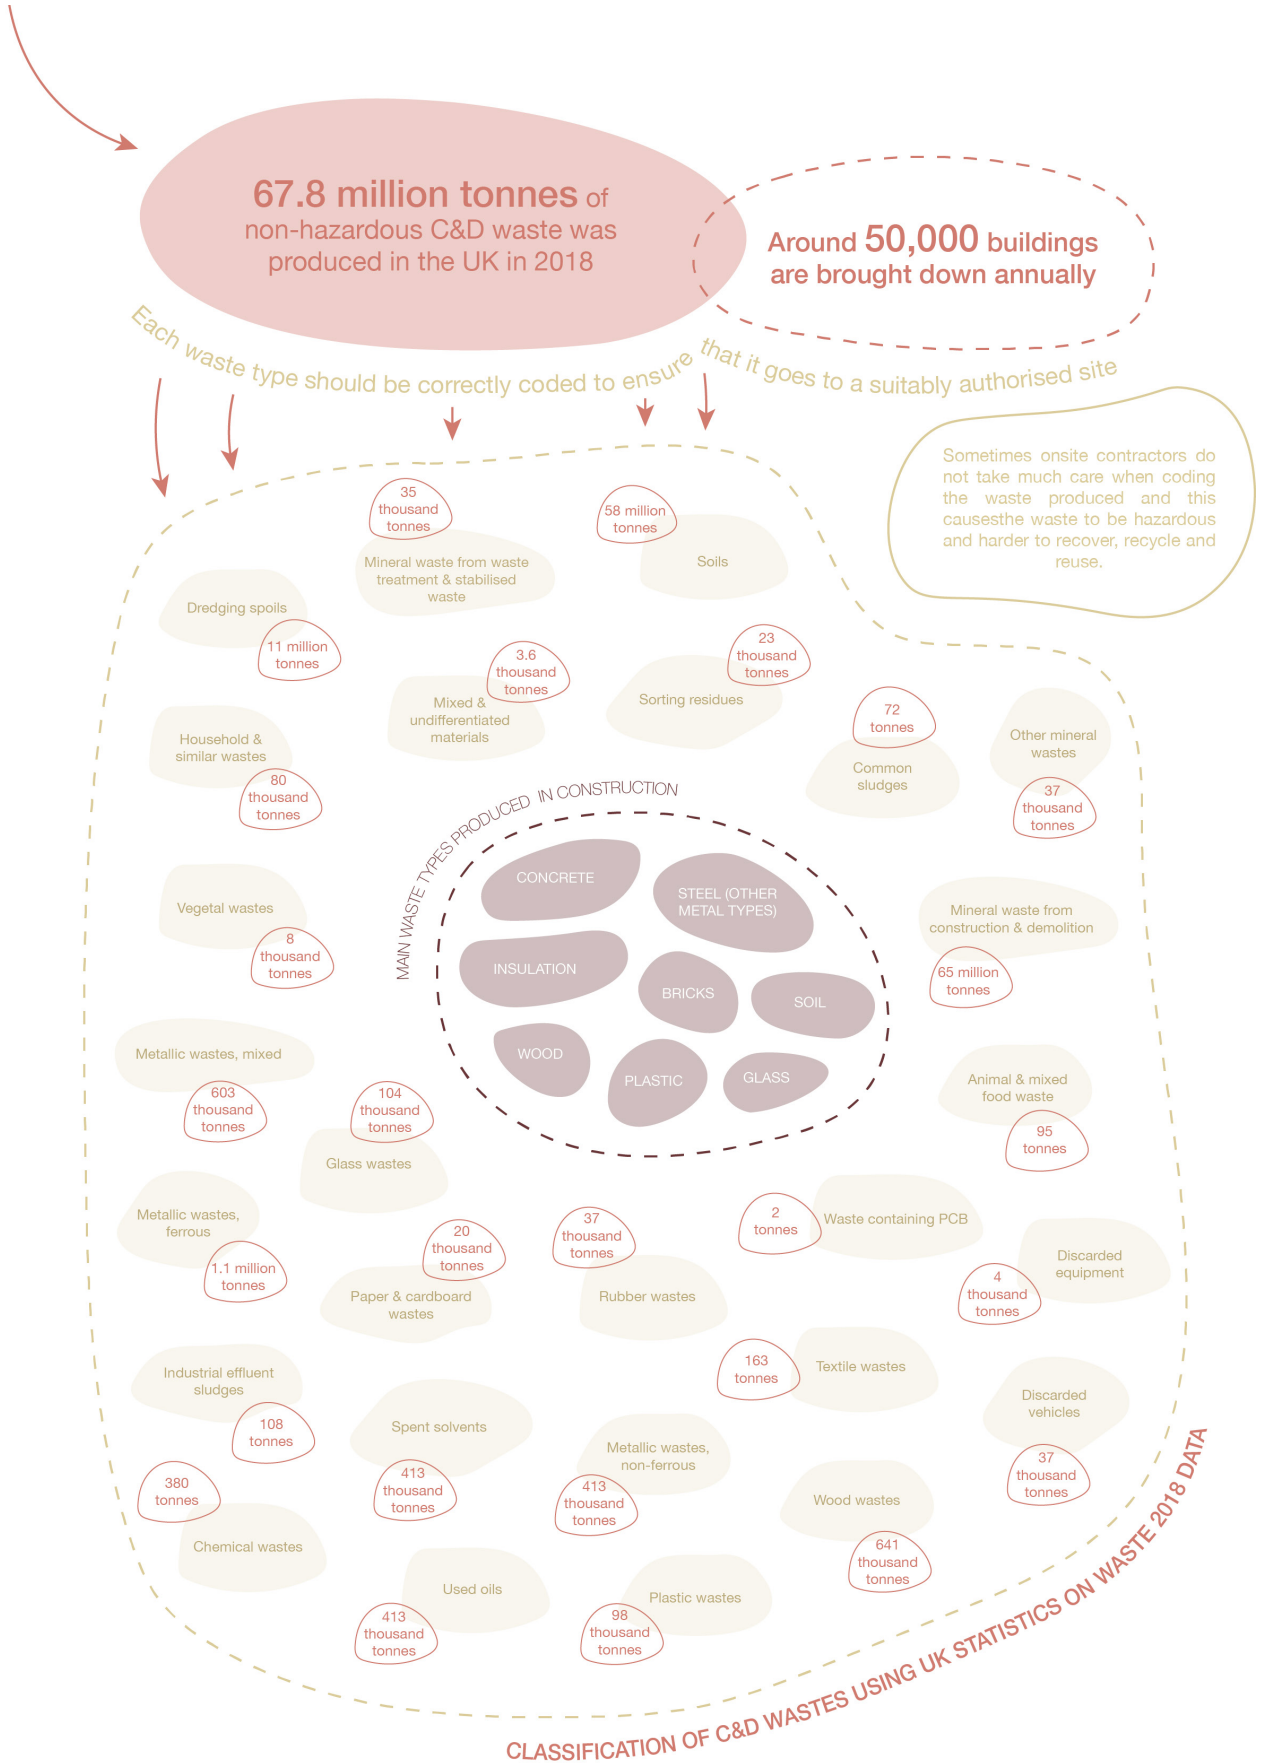 67.8 million tonnes of
non-hazardous C&D waste was
produced in the UK in 2018
Around 50,000 buildings
are brought down annually
Each waste type should be correctly coded to ensure that it goes to a suitably authorised site
Sometimes onsite contractors do
not take much care when coding
the waste produced and this
causesthe waste to be hazardous
and harder to recover, recycle and
reuse.
35
thousand
tonnes
Mineral waste from waste
treatment & stabilised
waste
58 million
tonnes
Soils
Dredging spoils
11 million
tonnes
3.6
thousand
tonnes
Mixed &
undifferentiated
materials
23
thousand
tonnes
Sorting residues
72
tonnes
Common
sludges
Other mineral
wastes
37
thousand
tonnes
Household &
similar wastes
80
thousand
tonnes
MAIN WASTE TYPES PRODUCED IN CONSTRUCTION
CONCRETE
STEEL (OTHER
METAL TYPES)
INSULATION
BRICKS
SOIL
WOOD
PLASTIC
GLASS
Vegetal wastes
8
thousand
tonnes
Mineral waste from
construction & demolition
65 million
tonnes
Metallic wastes, mixed
603
thousand
tonnes
104
thousand
tonnes
Glass wastes
Animal & mixed
food waste
95
tonnes
Metallic wastes,
ferrous
1.1 million
tonnes
20
thousand
tonnes
Paper & cardboard
wastes
37
thousand
tonnes
Rubber wastes
2
tonnes
Waste containing PCB
Discarded
equipment
4
thousand
tonnes
Industrial effluent
sludges
108
tonnes
Spent solvents
413
thousand
tonnes
Metallic wastes,
non-ferrous
413
thousand
tonnes
163
tonnes
Textile wastes
Discarded
vehicles
37
thousand
tonnes
380
tonnes
Chemical wastes
Wood wastes
641
thousand
tonnes
Used oils
413
thousand
tonnes
Plastic wastes
98
thousand
tonnes
CLASSIFICATION OF C&D WASTES USING UK STATISTICS ON WASTE 2018 DATA